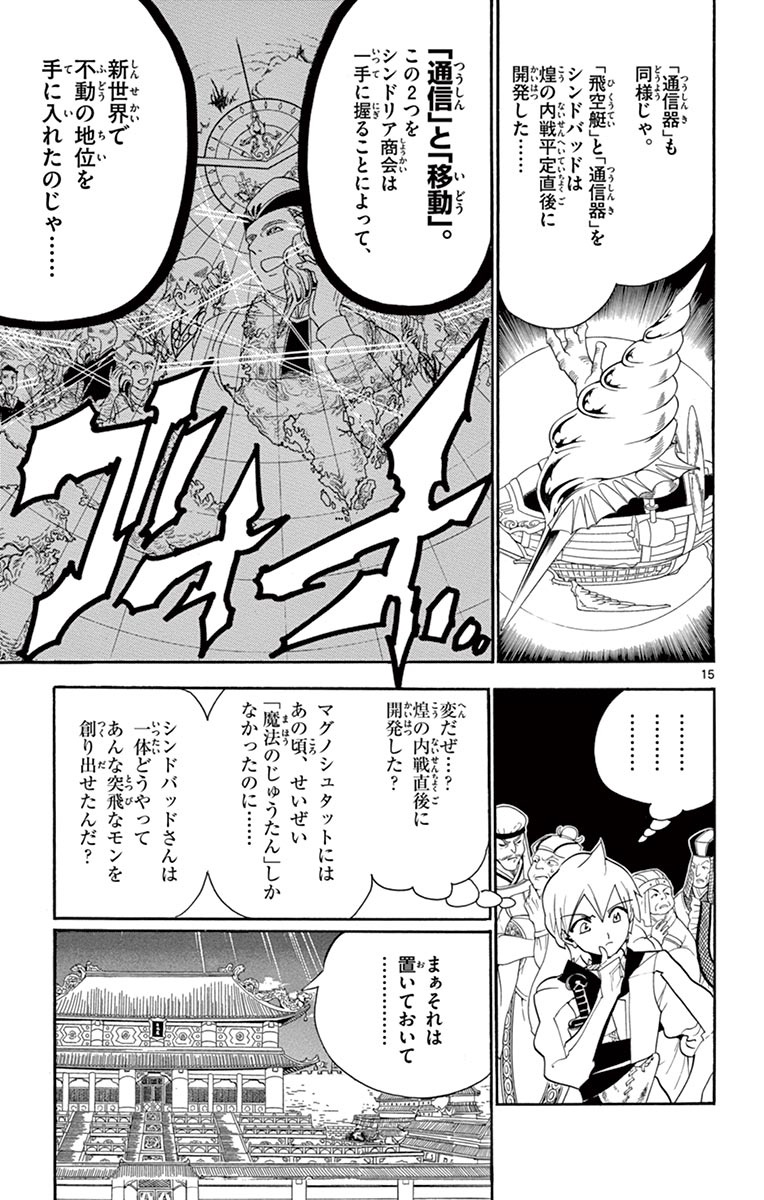 「通信器」も
同様じゃ。
「飛空艇」と「通信器」を
シンドバッドは
煌の内戦平定直後に
開発した……
「通信」と「移動」。
この2つを
シンドリア商会は
一手に握ることによって、
新世界で
不動の地位を
手に入れたのじゃ……
グオオオ…
15
………
………
変だぜ…?
煌の内戦直後に
開発した?
マグノシュタットには
あの頃、せいぜい
「魔法のじゅうたん」しか
なかったのに……
シンドバッドさんは
一体どうやって
あんな突飛なモンを
創り出せたんだ?
まぁそれは
置いておいて
…………